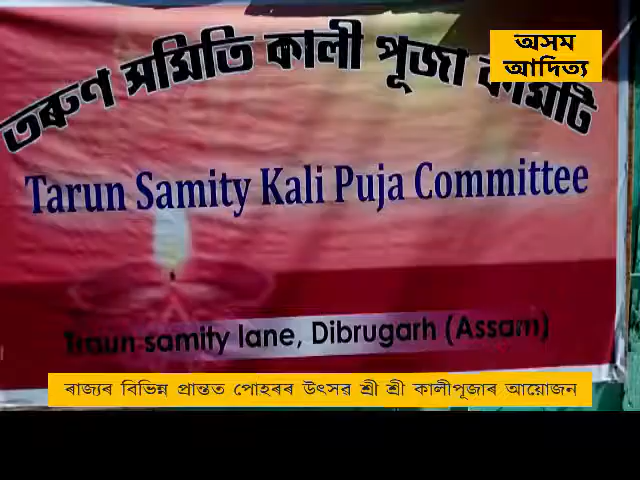 তৰুণ সমিতি কালী পূজা কমিটি
অসম
আদিত্য
Tarun Samity Kali Puja Committee
Traun samity lane, Dibrugarh (Assam)
ৰাজ্যৰ বিভিন্ন প্ৰান্তত পোহৰৰ উৎসৱ শ্ৰী শ্ৰী কালীপূজাৰ আয়োজন